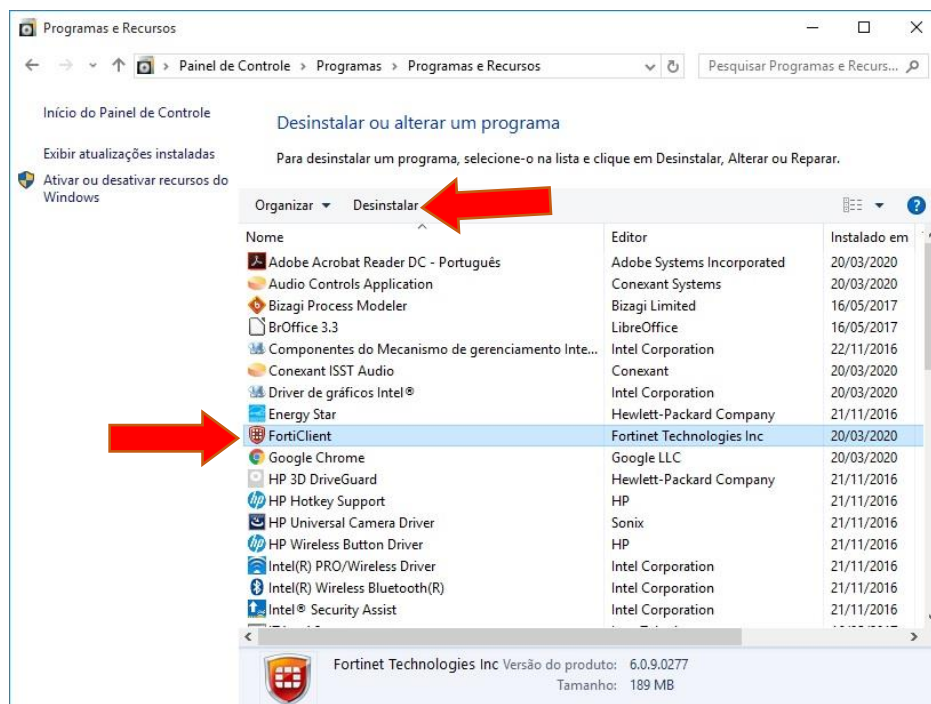 Programas e Recursos
Painel de Controle > Programas > Programas e Recursos
Pesquisar Programas e Recurs...
Início do Painel de Controle
Exibir atualizações instaladas
Ativar ou desativar recursos do
Windows
Desinstalar ou alterar um programa
Para desinstalar um programa, selecione-o na lista e clique em Desinstalar, Alterar ou Reparar.
Organizar Desinstalar
Nome Editor Instalado em
Adobe Acrobat Reader DC - Português Adobe Systems Incorporated 20/03/2020
Audio Controls Application Conexant Systems 20/03/2020
Bizagi Process Modeler Bizagi Limited 16/05/2017
BrOffice 3.3 LibreOffice 16/05/2017
Componentes do Mecanismo de gerenciamento Inte... Intel Corporation 22/11/2016
Conexant ISST Audio Conexant 20/03/2020
Driver de gráficos Intel® Intel Corporation 20/03/2020
Energy Star Hewlett-Packard Company 21/11/2016
FortiClient Fortinet Technologies Inc 20/03/2020
Google Chrome Google LLC 20/03/2020
HP 3D DriveGuard Hewlett-Packard Company 21/11/2016
HP Hotkey Support HP 21/11/2016
HP Universal Camera Driver Sonix 21/11/2016
HP Wireless Button Driver HP 21/11/2016
Intel(R) PRO/Wireless Driver Intel Corporation 21/11/2016
Intel(R) Wireless Bluetooth(R) Intel Corporation 21/11/2016
Intel® Security Assist Intel Corporation 21/11/2016
Fortinet Technologies Inc Versão do produto: 6.0.9.0277
Tamanho: 189 MB